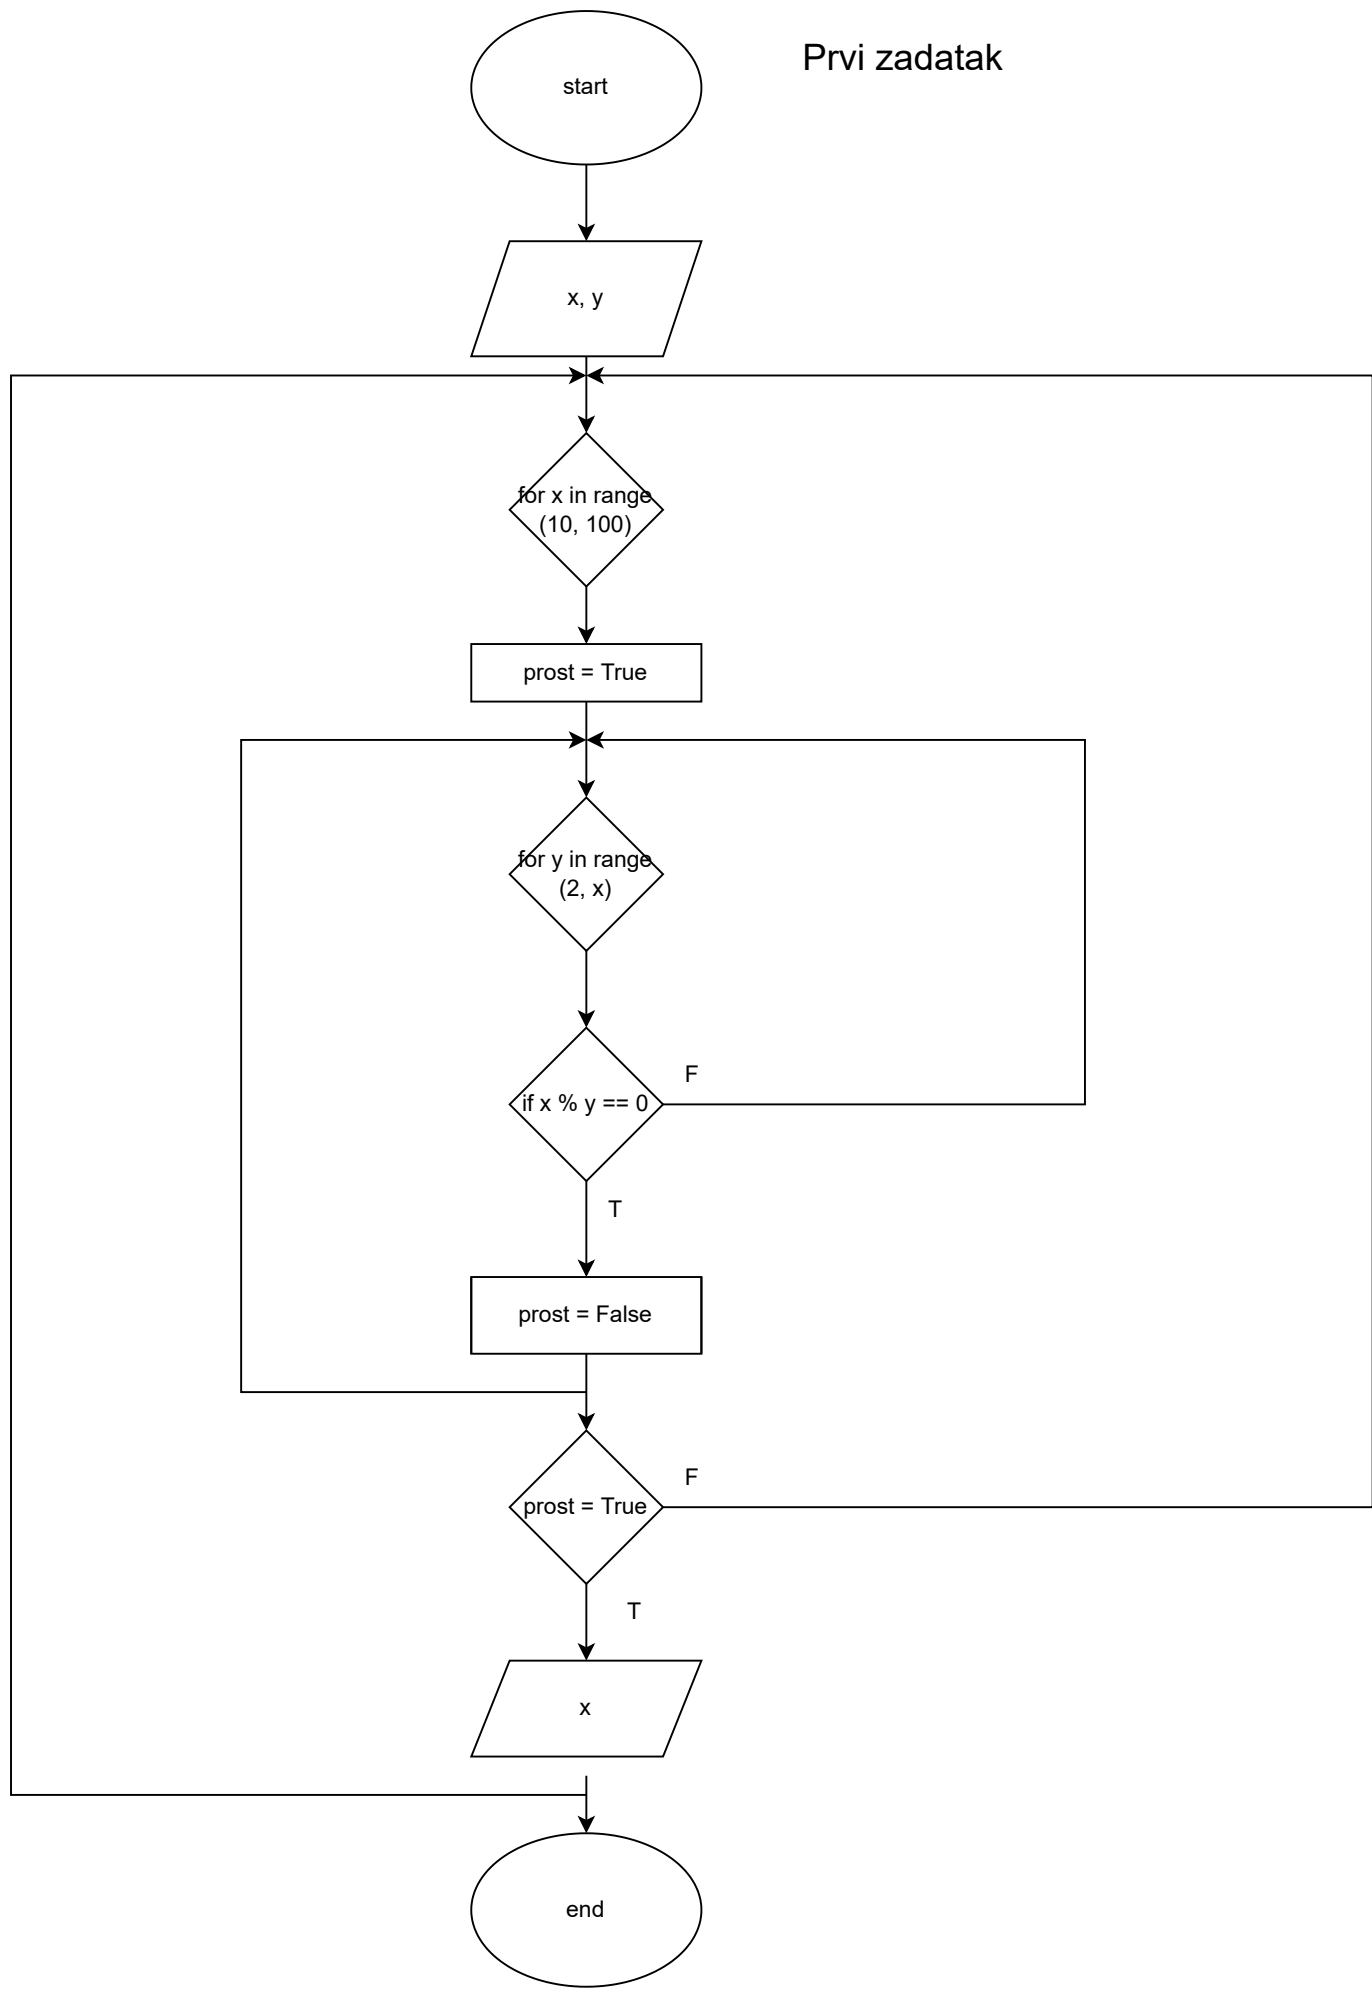 Prvi zadatak
start
x, y
for x in range
(10, 100)
prost = True
for y in range
(2, x)
F
if x % y == 0
T
prost = False
F
prost = True
T
x
end